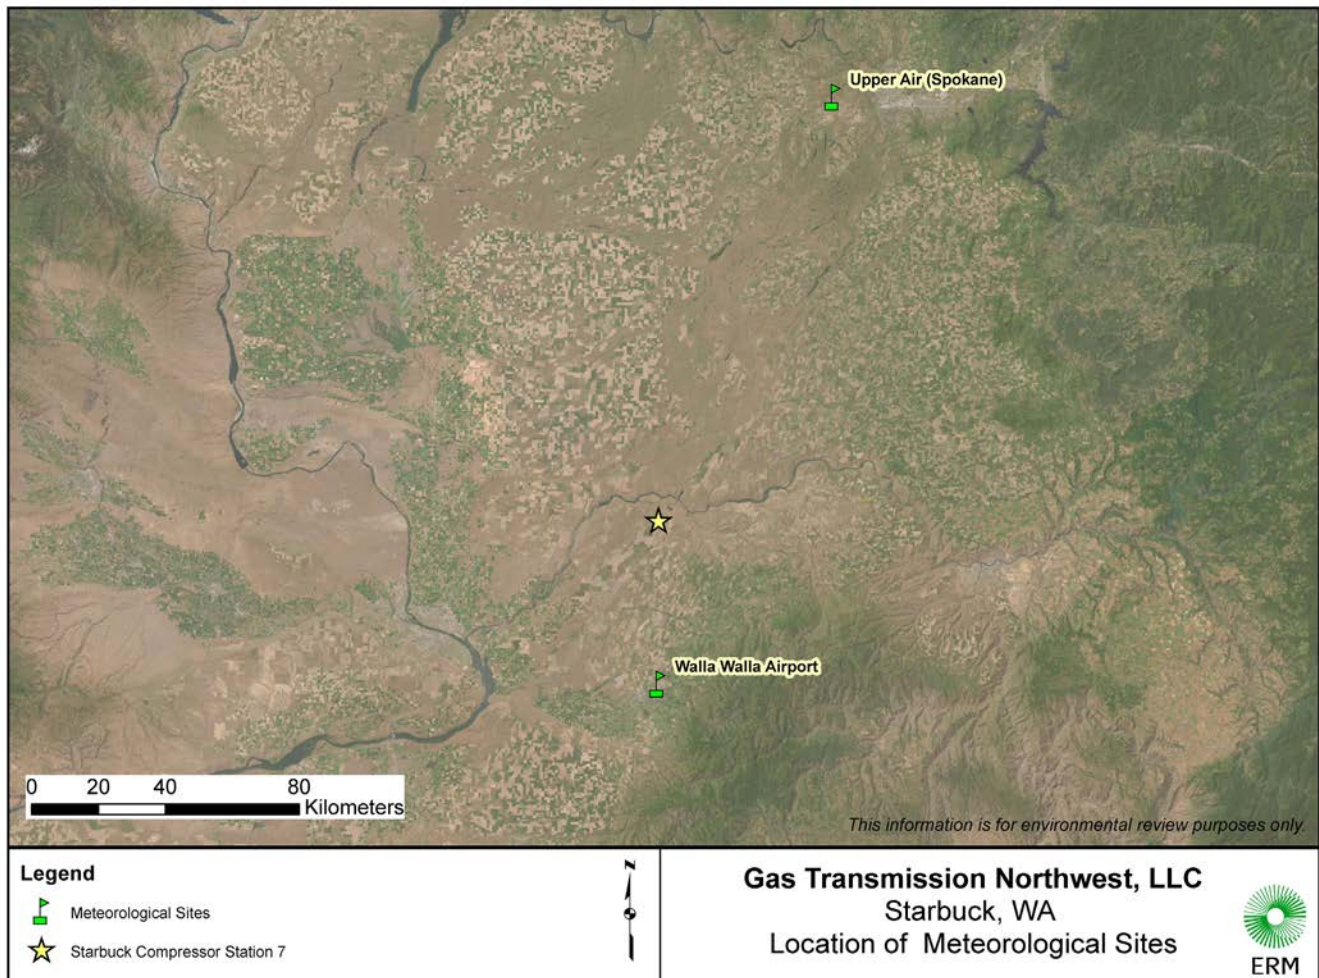 Upper Air (Spokane)
Walla Walla Airport
0 20 40 80
Kilometers
This information is for environmental review purposes only.
Legend
Meteorological Sites
Starbuck Compressor Station 7
N
Gas Transmission Northwest, LLC
Starbuck, WA
Location of Meteorological Sites
ERM